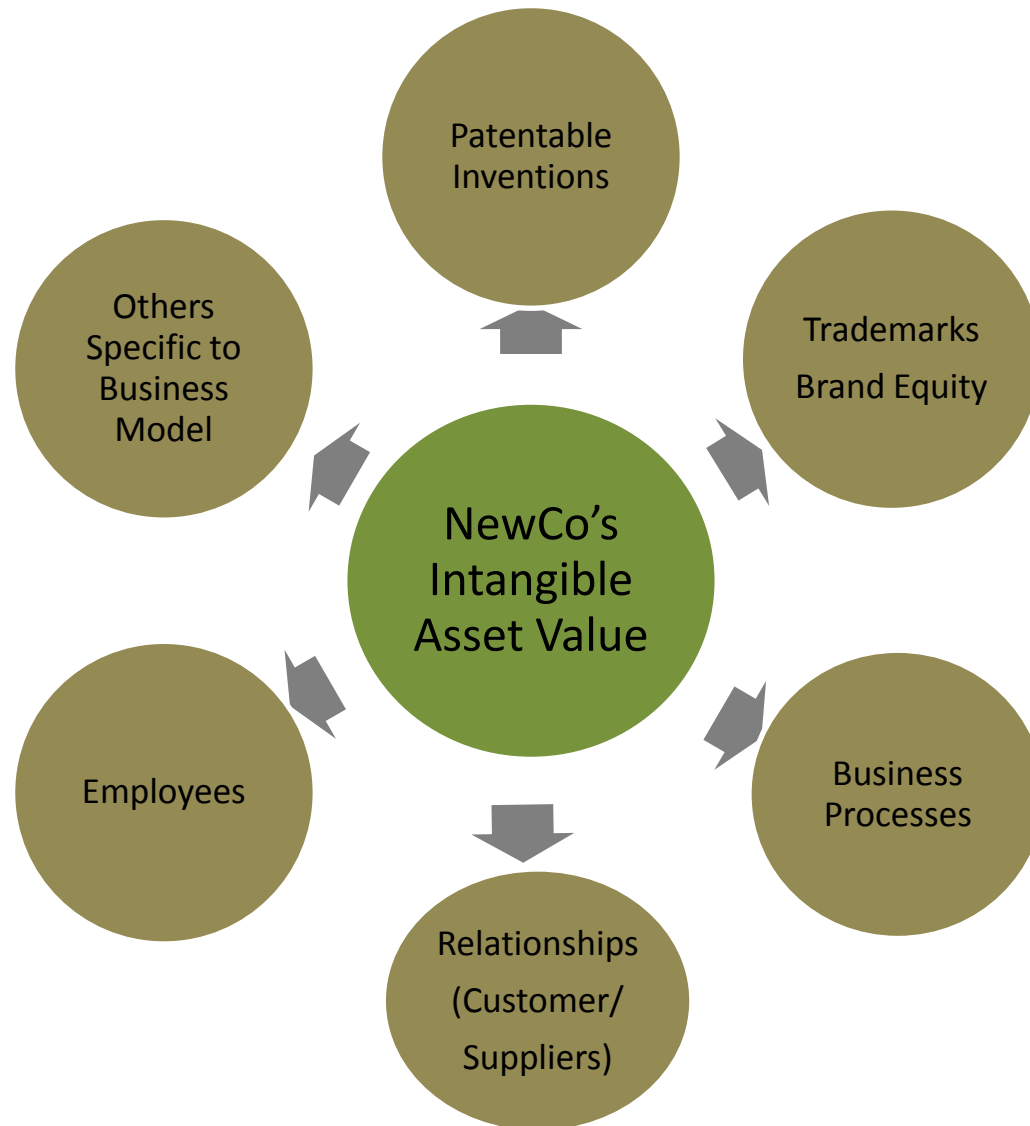 Patentable
Inventions
Others
Specific to
Business
Model
Trademarks
Brand Equity
NewCo’s
Intangible
Asset Value
Employees
Business
Processes
Relationships
(Customer/
Suppliers)